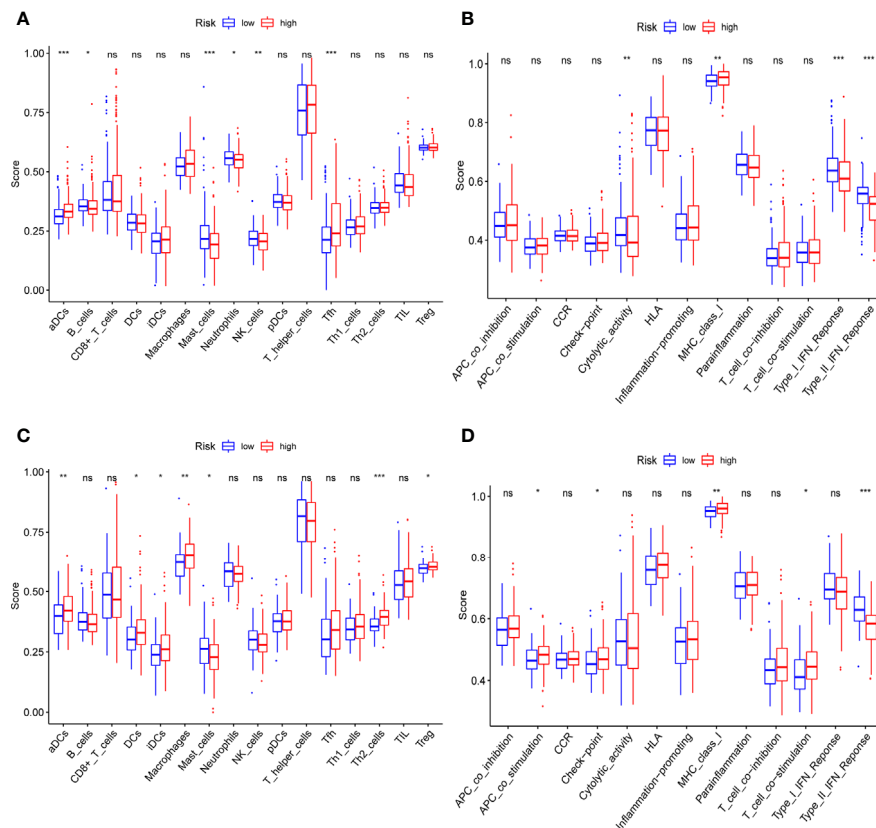 A
Risk low high
1.00
0.75
0.50
0.25
0.00
Score
*** * ns ns ns ns *** * ** ns ns *** ns ns ns ns
aDCs
B_cells
CD8+_T_cells
DCs
iDCs
Macrophages
Mast_cells
Neutrophils
NK_cells
pDCs
T_helper_cells
Tfh
Th1_cells
Th2_cells
TIL
Treg
B
Risk low high
1.0
0.8
0.6
0.4
Score
ns ns ns ns ** ns ns ** ns ns ns *** ***
APC_co_inhibition
APC_co_stimulation
CCR
Check-point
Cytolytic_activity
HLA
Inflammation-promoting
MHC_class_I
Parainflammation
T_cell_co-inhibition
T_cell_co-stimulation
Type_I_IFN_Reponse
Type_II_IFN_Reponse
C
Risk low high
1.00
0.75
0.50
0.25
0.00
Score
** ns ns * * ** * ns ns ns ns ns ns *** ns *
aDCs
B_cells
CD8+_T_cells
DCs
iDCs
Macrophages
Mast_cells
Neutrophils
NK_cells
pDCs
T_helper_cells
Tfh
Th1_cells
Th2_cells
TIL
Treg
D
Risk low high
1.0
0.8
0.6
0.4
Score
ns * ns * ns ns ns ** ns ns * ns ***
APC_co_inhibition
APC_co_stimulation
CCR
Check-point
Cytolytic_activity
HLA
Inflammation-promoting
MHC_class_I
Parainflammation
T_cell_co-inhibition
T_cell_co-stimulation
Type_I_IFN_Reponse
Type_II_IFN_Reponse